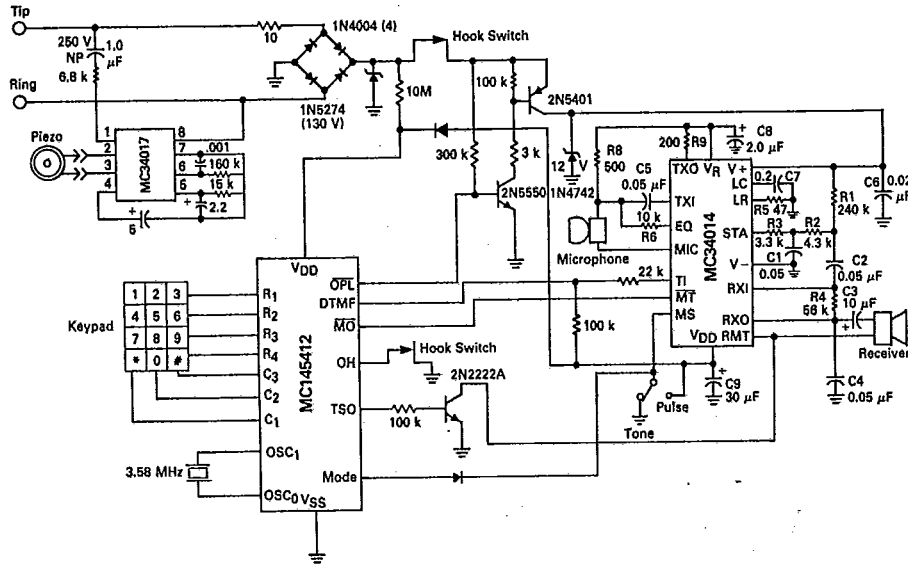 Tip
Ring
250 V
NP
6.8 k
1.0
µF
10
1N4004 (4)
1N5274
(130 V)
Hook Switch
10M
100 k
2N5401
300 k
3 k
2N5550
12 V
1N4742
Piezo
1
2
3
4
MC34017
8
7
6
5
.001
160 k
15 k
2.2
+
5
+
R8
500
C5
0.05 µF
10 k
R6
Microphone
200
R9
C8
2.0 µF
+
TXO
VR
V+
LC
LR
TXI
EQ
MIC
STA
V−
TI
MT
MS
RXI
RXO
RMT
VDD
MC34014
0.2
C7
R5 47
R1
240 k
C6
0.02
µF
R3
3.3 k
R2
4.3 k
C1
0.05
C2
0.05 µF
R4
56 k
C3
10 µF
+
Receiver
C4
0.05 µF
+
C9
30 µF
22 k
100 k
Pulse
Tone
Keypad
1 2 3
4 5 6
7 8 9
* 0 #
VDD
MC145412
R1
R2
R3
R4
C3
C2
C1
OSC1
OSC0
VSS
3.58 MHz
OPL
DTMF
MO
OH
TSO
Mode
Hook Switch
2N2222A
100 k